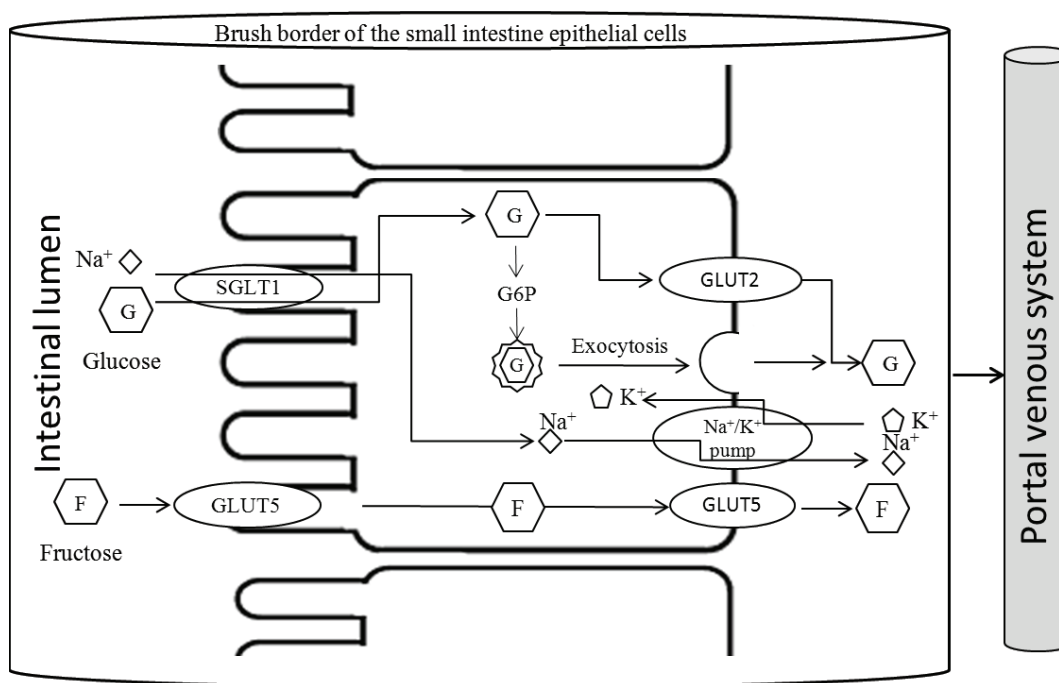 Brush border of the small intestine epithelial cells
Intestinal lumen
Portal venous system
Na⁺
G
Glucose
SGLT1
G
G6P
G
Exocytosis
GLUT2
G
K⁺
Na⁺
Na⁺/K⁺
pump
K⁺
Na⁺
F
Fructose
GLUT5
F
GLUT5
F